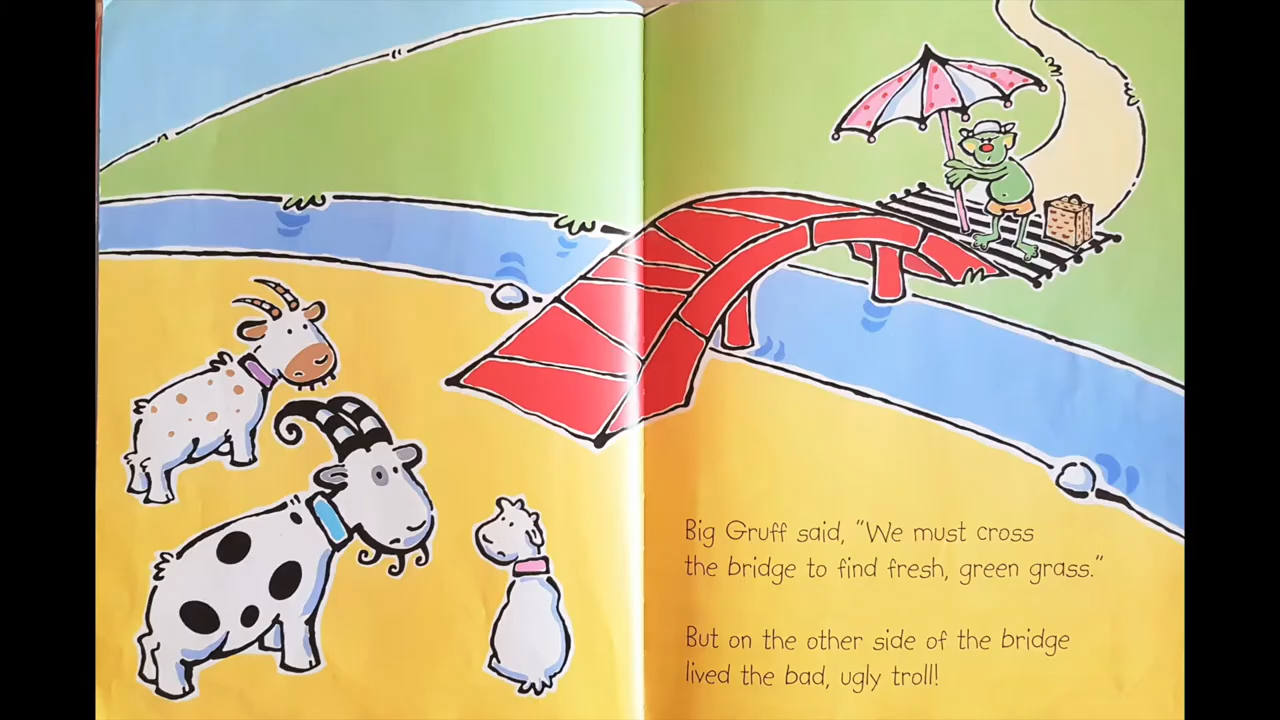 Big Gruff said, “We must cross
the bridge to find fresh, green grass.”
But on the other side of the bridge
lived the bad, ugly troll!